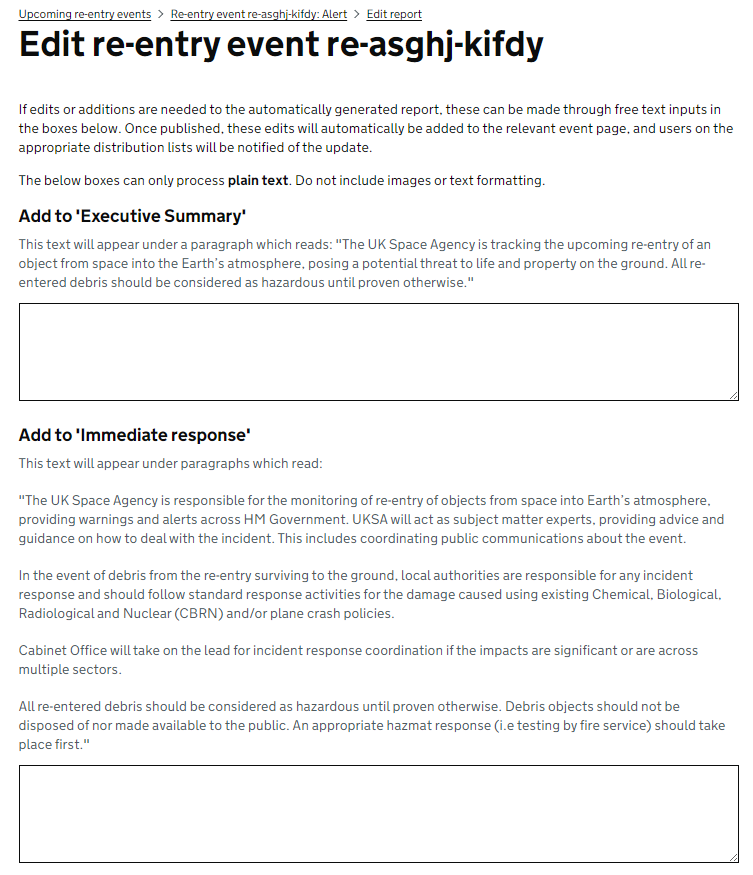 Upcoming re-entry events > Re-entry event re-asghj-kifdy: Alert > Edit report
Edit re-entry event re-asghj-kifdy
If edits or additions are needed to the automatically generated report, these can be made through free text inputs in
the boxes below. Once published, these edits will automatically be added to the relevant event page, and users on the
appropriate distribution lists will be notified of the update.
The below boxes can only process plain text. Do not include images or text formatting.
Add to 'Executive Summary'
This text will appear under a paragraph which reads: "The UK Space Agency is tracking the upcoming re-entry of an
object from space into the Earth's atmosphere, posing a potential threat to life and property on the ground. All re-
entered debris should be considered as hazardous until proven otherwise."
Add to 'Immediate response'
This text will appear under paragraphs which read:
"The UK Space Agency is responsible for the monitoring of re-entry of objects from space into Earth's atmosphere,
providing warnings and alerts across HM Government. UKSA will act as subject matter experts, providing advice and
guidance on how to deal with the incident. This includes coordinating public communications about the event.
In the event of debris from the re-entry surviving to the ground, local authorities are responsible for any incident
response and should follow standard response activities for the damage caused using existing Chemical, Biological,
Radiological and Nuclear (CBRN) and/or plane crash policies.
Cabinet Office will take on the lead for incident response coordination if the impacts are significant or are across
multiple sectors.
All re-entered debris should be considered as hazardous until proven otherwise. Debris objects should not be
disposed of nor made available to the public. An appropriate hazmat response (i.e testing by fire service) should take
place first."